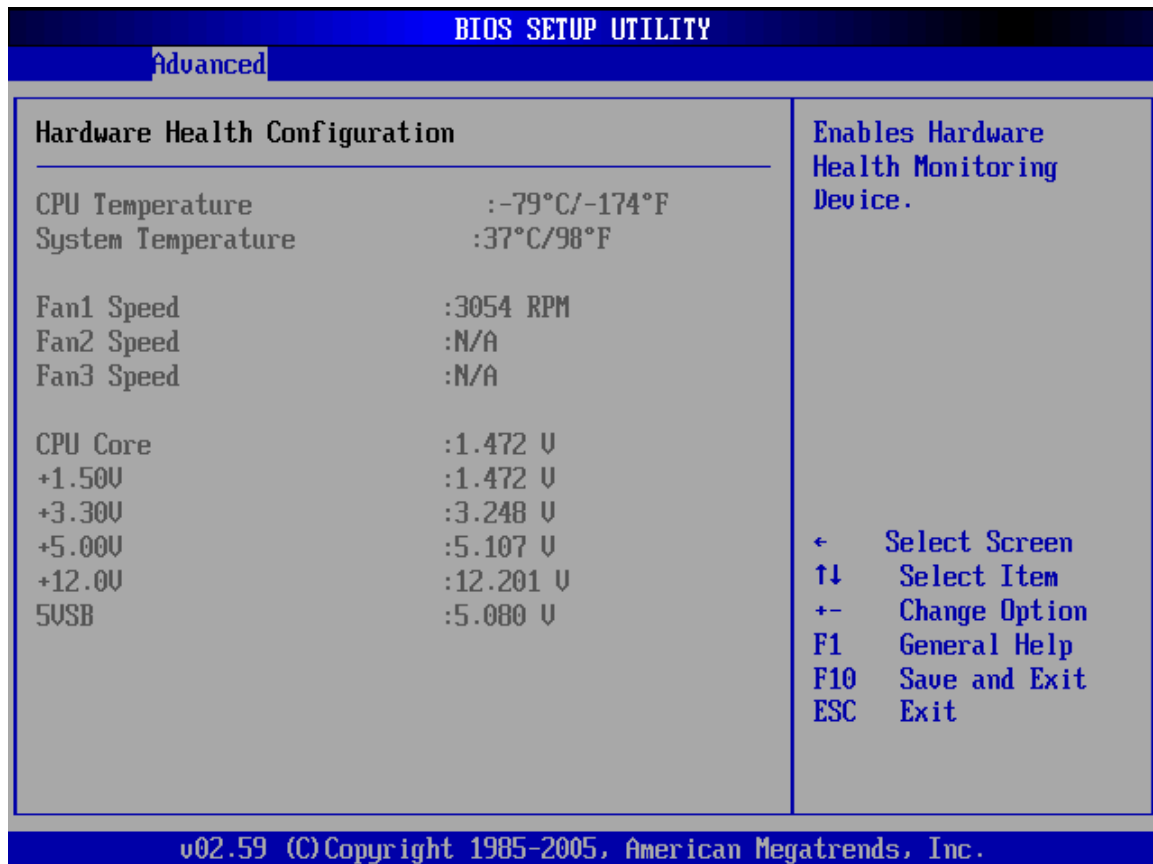 BIOS SETUP UTILITY
Advanced
Hardware Health Configuration
CPU Temperature :-79°C/-174°F
System Temperature :37°C/98°F
Fan1 Speed :3054 RPM
Fan2 Speed :N/A
Fan3 Speed :N/A
CPU Core :1.472 V
+1.50V :1.472 V
+3.30V :3.248 V
+5.00V :5.107 V
+12.0V :12.201 V
5VSB :5.080 V
Enables Hardware
Health Monitoring
Device.
← Select Screen
↑↓ Select Item
+- Change Option
F1 General Help
F10 Save and Exit
ESC Exit
v02.59 (C)Copyright 1985-2005, American Megatrends, Inc.